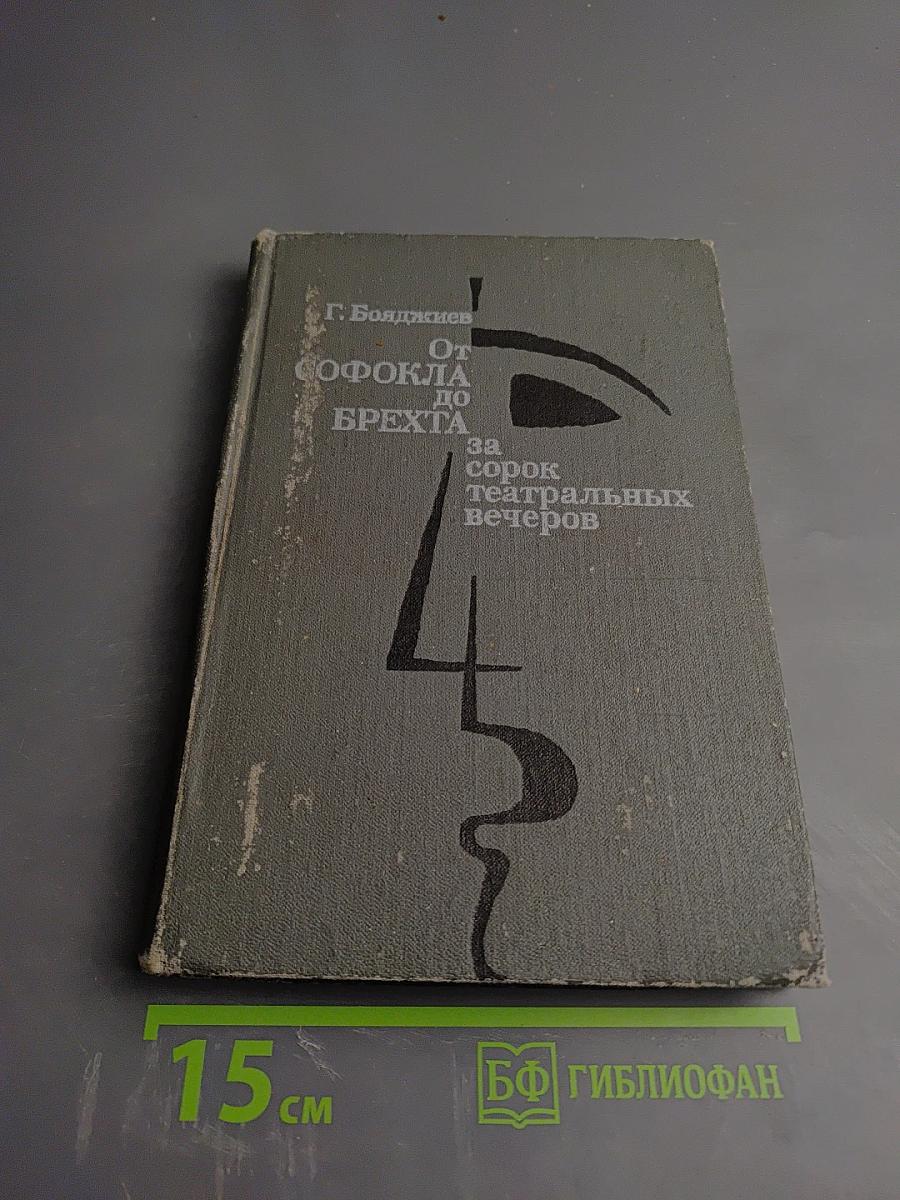 Г. Бояджиев
От
СОФОКЛА
до
БРЕХТА
за
сорок
театральных
вечеров
15 см
БФ ГИБЛИОФАН